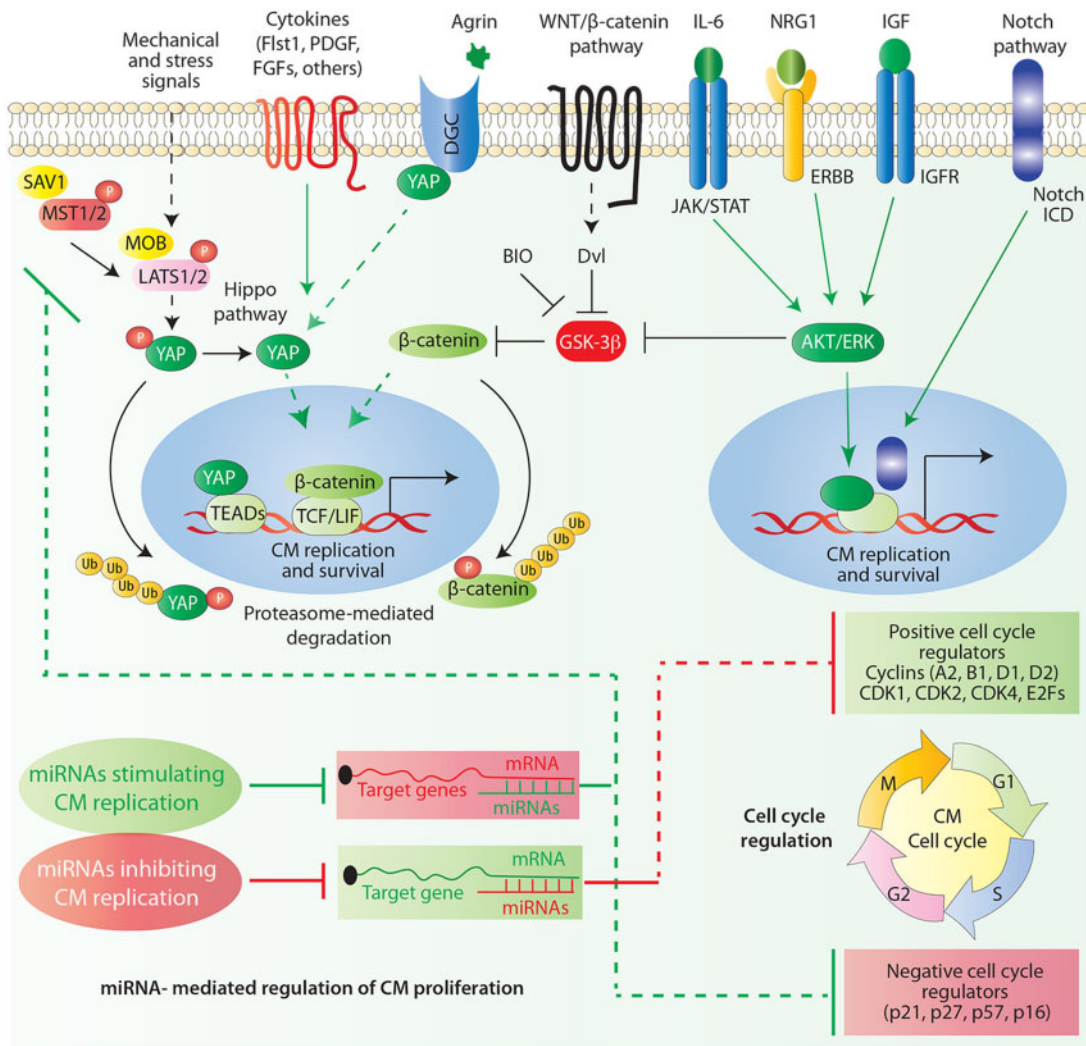 Mechanical
and stress
signals
Cytokines
(Flst1, PDGF,
FGFs, others)
Agrin
WNT/β-catenin
pathway
IL-6
NRG1
IGF
Notch
pathway
DGC
YAP
SAV1
P
MST1/2
MOB
P
LATS1/2
ERBB
IGFR
JAK/STAT
Notch
ICD
BIO
Dvl
Hippo
pathway
P
YAP
YAP
β-catenin
GSK-3β
AKT/ERK
YAP
TEADs
β-catenin
TCF/LIF
CM replication
and survival
CM replication
and survival
Ub
Ub
Ub
Ub
YAP
P
P
β-catenin
Ub
Ub
Ub
Ub
Proteasome-mediated
degradation
Positive cell cycle
regulators
Cyclins (A2, B1, D1, D2)
CDK1, CDK2, CDK4, E2Fs
miRNAs stimulating
CM replication
mRNA
Target genes
miRNAs
miRNAs inhibiting
CM replication
mRNA
Target gene
miRNAs
Cell cycle
regulation
M
G1
CM
Cell cycle
G2
S
miRNA- mediated regulation of CM proliferation
Negative cell cycle
regulators
(p21, p27, p57, p16)